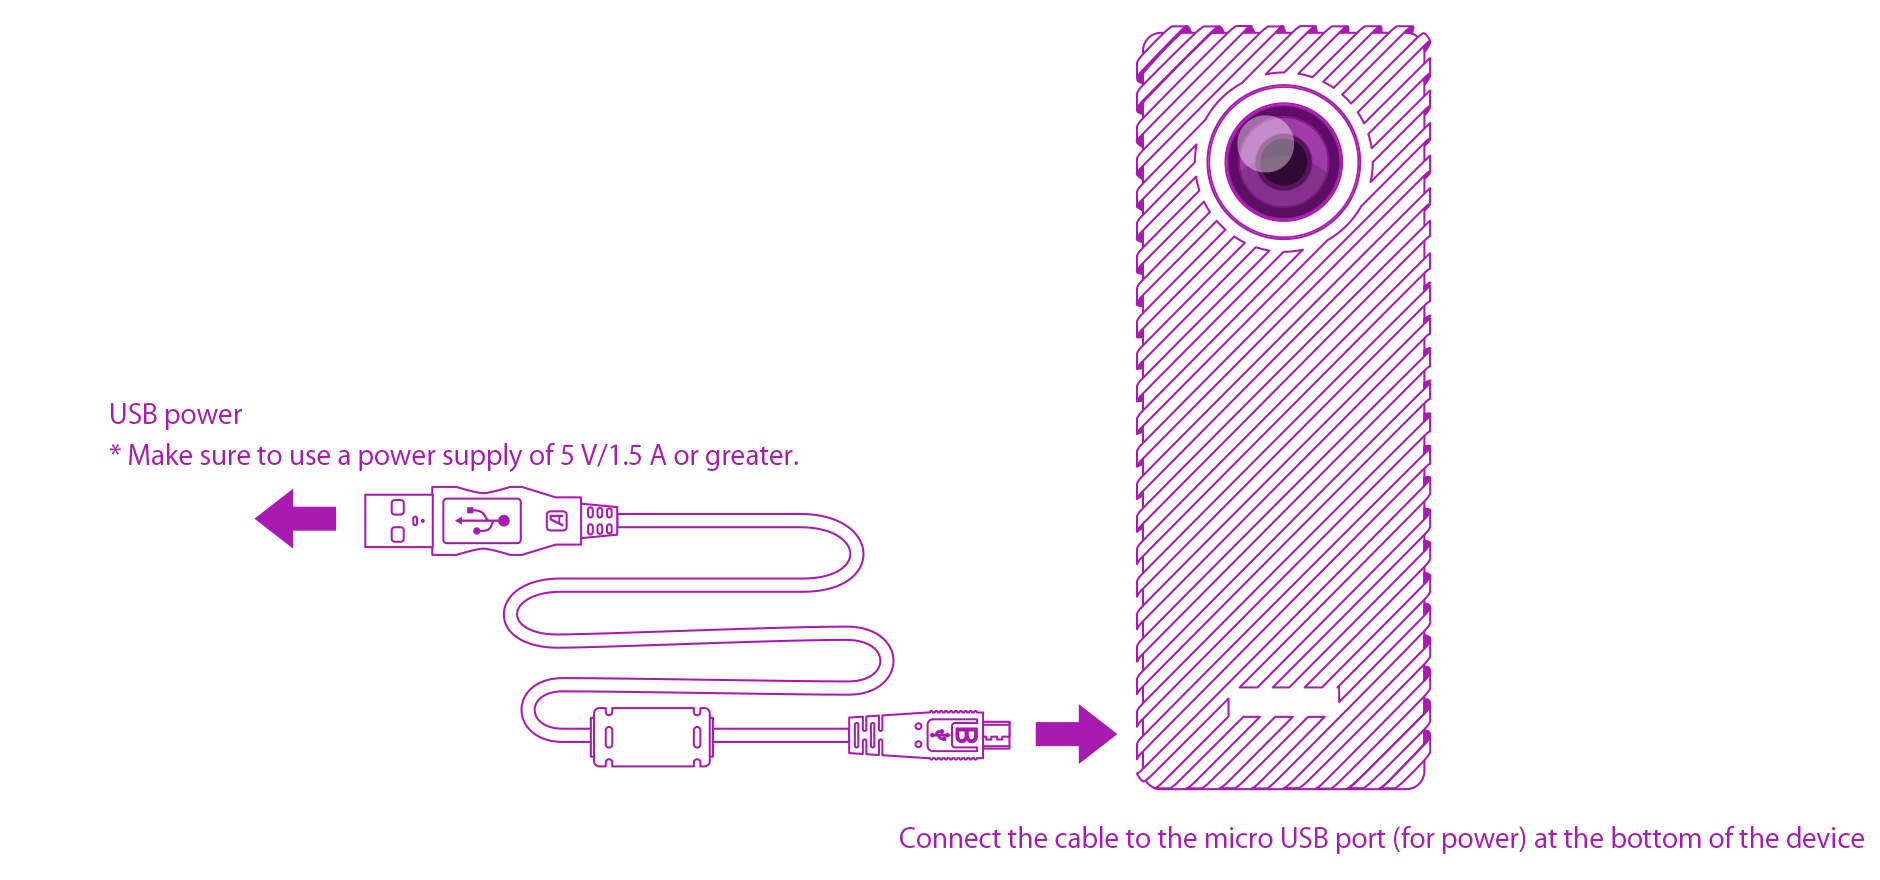 USB power
* Make sure to use a power supply of 5 V/1.5 A or greater.
A
B
Connect the cable to the micro USB port (for power) at the bottom of the device